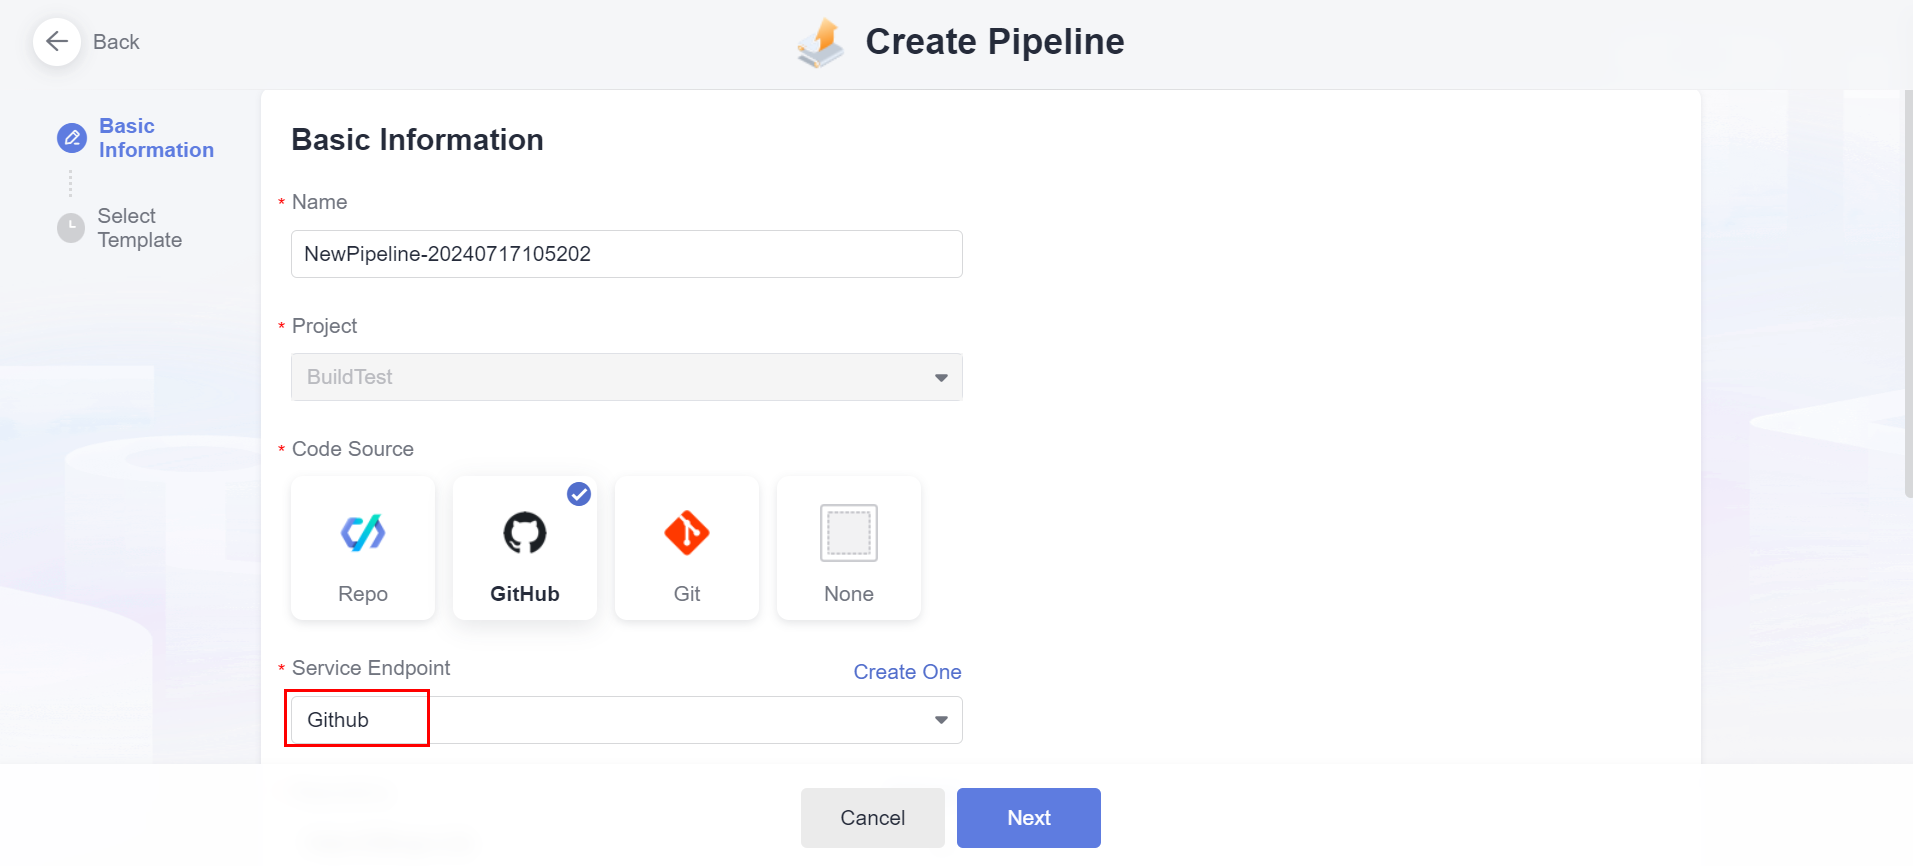 Back
Create Pipeline
Basic
Information
Select
Template
Basic Information
* Name
NewPipeline-20240717105202
* Project
BuildTest
* Code Source
Repo
GitHub
Git
None
* Service Endpoint
Create One
Github
Cancel
Next